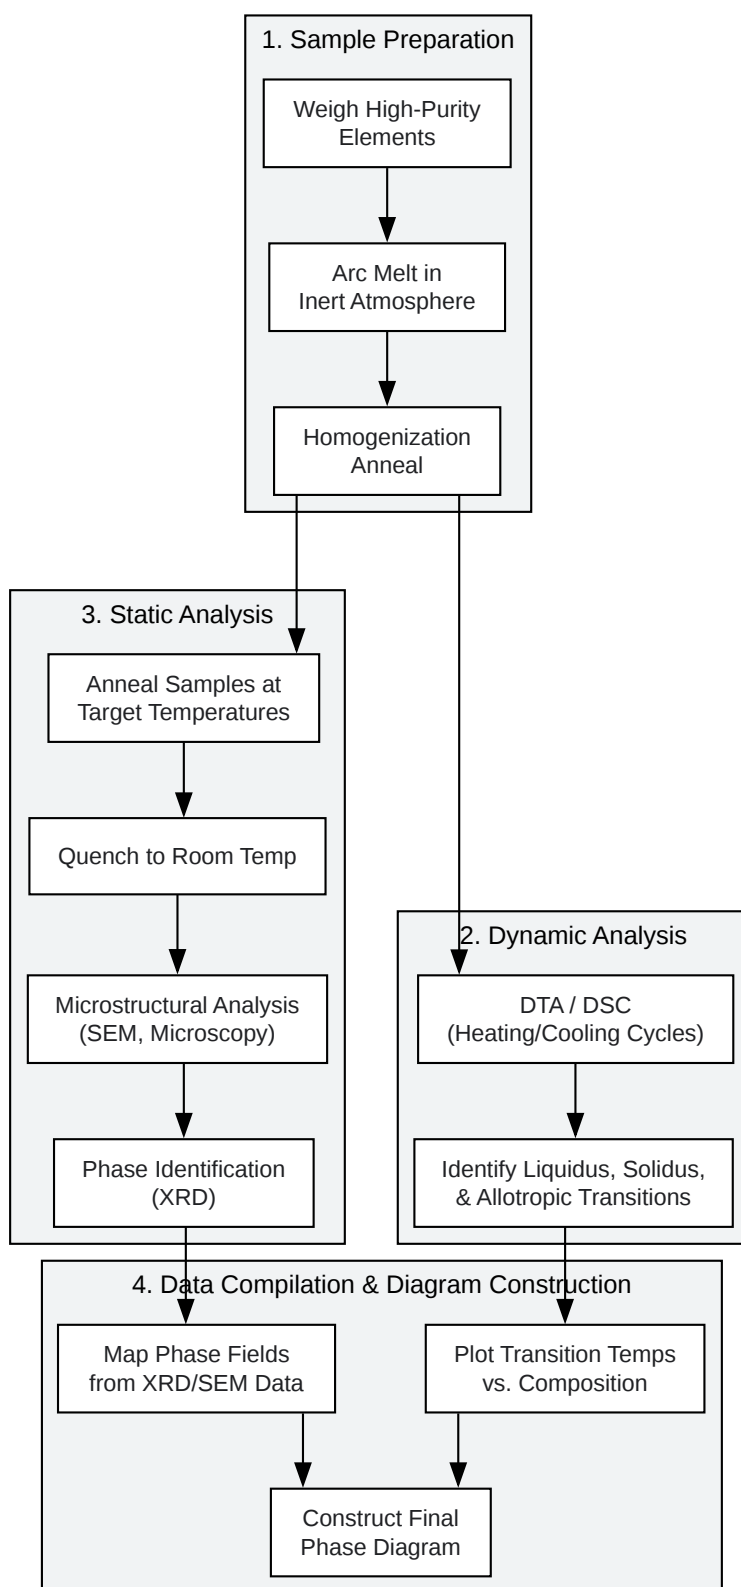 1. Sample Preparation
Weigh High-Purity
Elements
Arc Melt in
Inert Atmosphere
Homogenization
Anneal
3. Static Analysis
Anneal Samples at
Target Temperatures
Quench to Room Temp
Microstructural Analysis
(SEM, Microscopy)
Phase Identification
(XRD)
2. Dynamic Analysis
DTA / DSC
(Heating/Cooling Cycles)
Identify Liquidus, Solidus,
& Allotropic Transitions
4. Data Compilation & Diagram Construction
Map Phase Fields
from XRD/SEM Data
Plot Transition Temps
vs. Composition
Construct Final
Phase Diagram